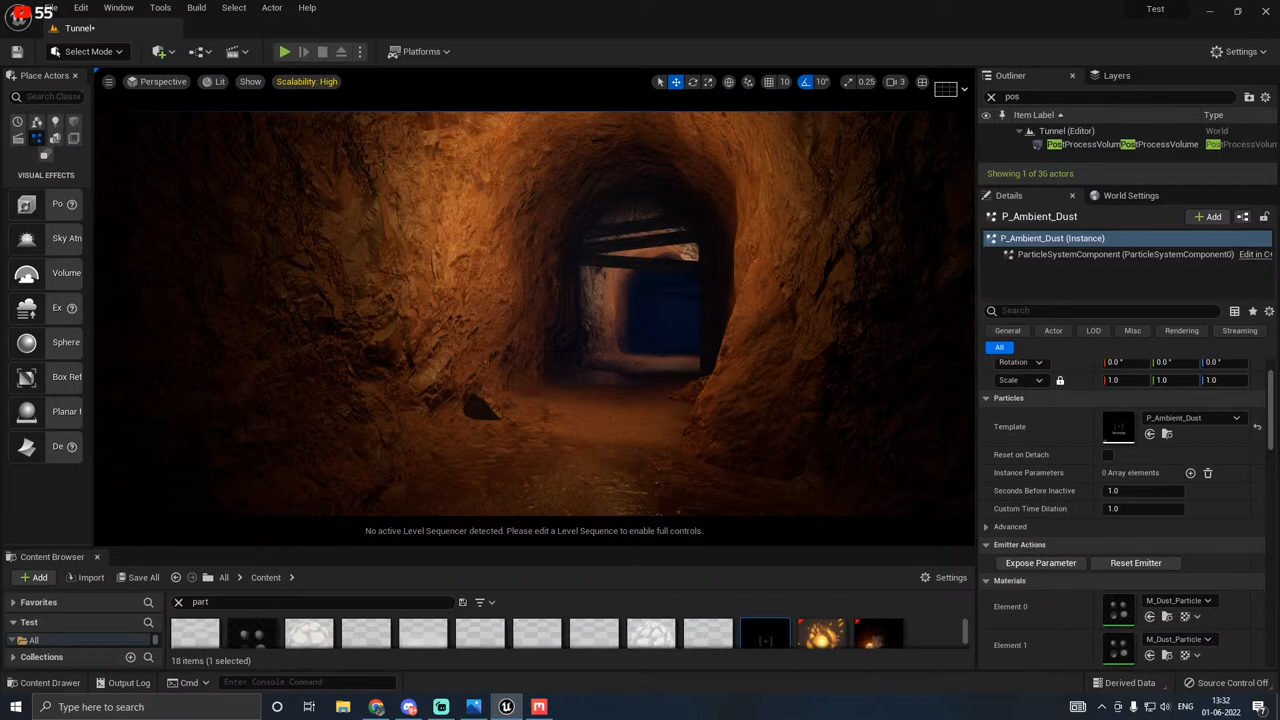 55
Edit Window Tools Build Select Actor Help Test
Tunnel*
Select Mode Platforms Settings
Place Actors
Search Classe
VISUAL EFFECTS
Po
Sky Atn
Volume
Ex
Sphere
Box Ret
Planar F
De
Perspective Lit Show Scalability: High 10 10° 0.25 3
No active Level Sequencer detected. Please edit a Level Sequence to enable full controls.
Outliner Layers
pos
Item Label Type
Tunnel (Editor) World
PostProcessVolumPostProcessVolume PostProcessVolum
Showing 1 of 36 actors
Details World Settings
P_Ambient_Dust Add
P_Ambient_Dust (Instance)
ParticleSystemComponent (ParticleSystemComponent0) Edit in C+
Search
General Actor LOD Misc Rendering Streaming
All
Rotation 0.0° 0.0° 0.0°
Scale 1.0 1.0 1.0
Particles
Template P_Ambient_Dust
Reset on Detach
Instance Parameters 0 Array elements
Seconds Before Inactive 1.0
Custom Time Dilation 1.0
Advanced
Emitter Actions
Expose Parameter Reset Emitter
Materials
Element 0 M_Dust_Particle
Element 1 M_Dust_Particle
Content Browser
Add Import Save All All Content Settings
Favorites
Test
All
Collections
part
18 items (1 selected)
Content Drawer Output Log Cmd Enter Console Command Derived Data Source Control Off
Type here to search
13:32
01-06-2022